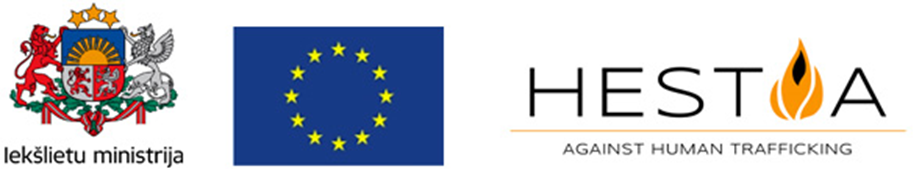 Iekšlietu ministrija
HESTIA
AGAINST HUMAN TRAFFICKING